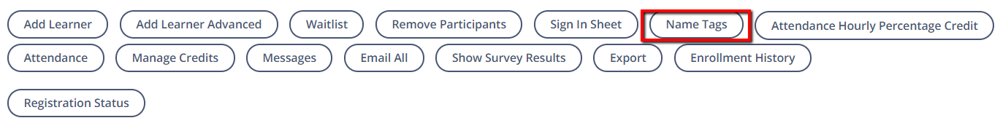 Add Learner Add Learner Advanced Waitlist Remove Participants Sign In Sheet Name Tags Attendance Hourly Percentage Credit
Attendance Manage Credits Messages Email All Show Survey Results Export Enrollment History
Registration Status